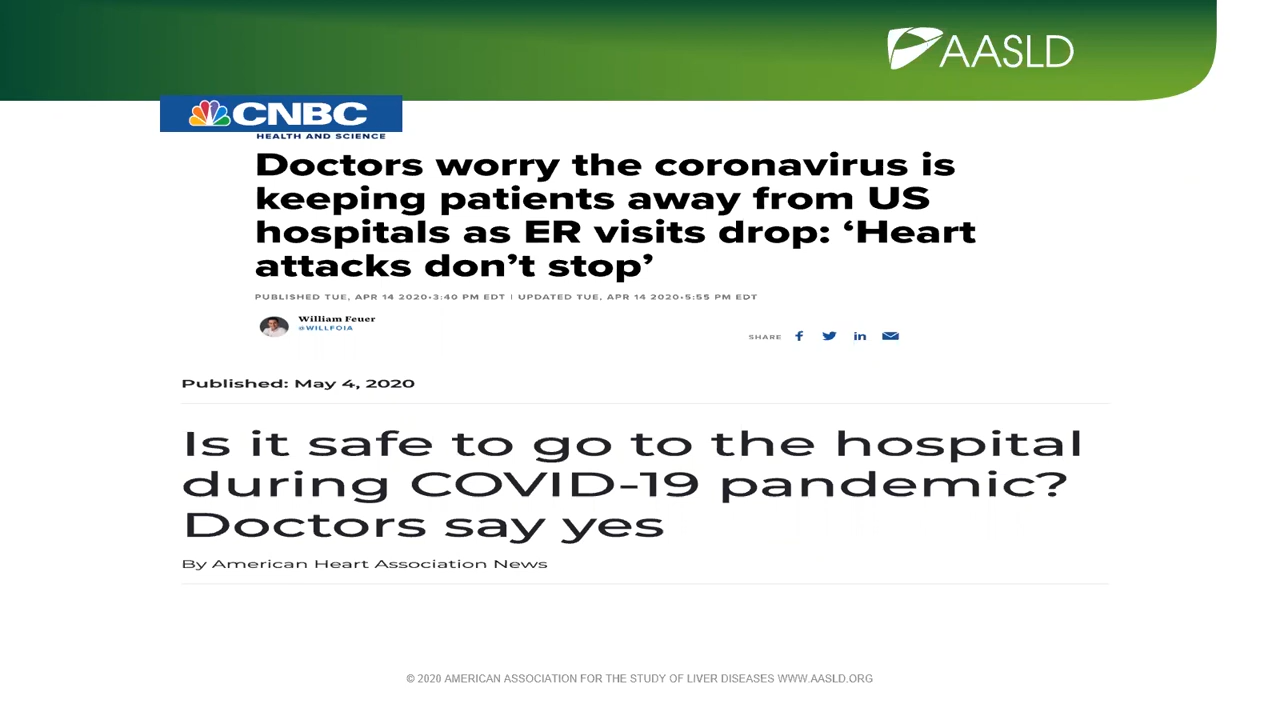 AASLD
CNBC
HEALTH AND SCIENCE
Doctors worry the coronavirus is
keeping patients away from US
hospitals as ER visits drop: ‘Heart
attacks don’t stop’
PUBLISHED TUE, APR 14 2020•3:40 PM EDT | UPDATED TUE, APR 14 2020•5:55 PM EDT
William Feuer
@WILLFOIA
SHARE f in
Published: May 4, 2020
Is it safe to go to the hospital
during COVID-19 pandemic?
Doctors say yes
By American Heart Association News
© 2020 AMERICAN ASSOCIATION FOR THE STUDY OF LIVER DISEASES WWW.AASLD.ORG